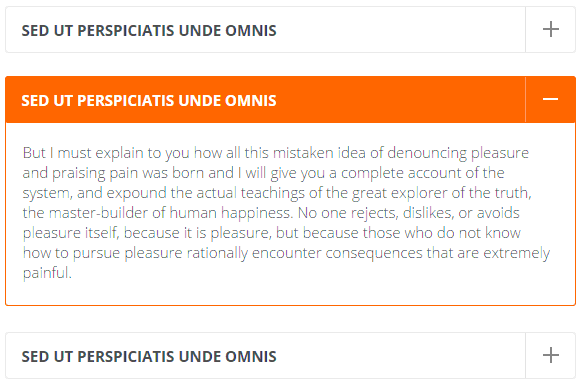 SED UT PERSPICIATIS UNDE OMNIS
SED UT PERSPICIATIS UNDE OMNIS
But I must explain to you how all this mistaken idea of denouncing pleasure
and praising pain was born and I will give you a complete account of the
system, and expound the actual teachings of the great explorer of the truth,
the master-builder of human happiness. No one rejects, dislikes, or avoids
pleasure itself, because it is pleasure, but because those who do not know
how to pursue pleasure rationally encounter consequences that are extremely
painful.
SED UT PERSPICIATIS UNDE OMNIS